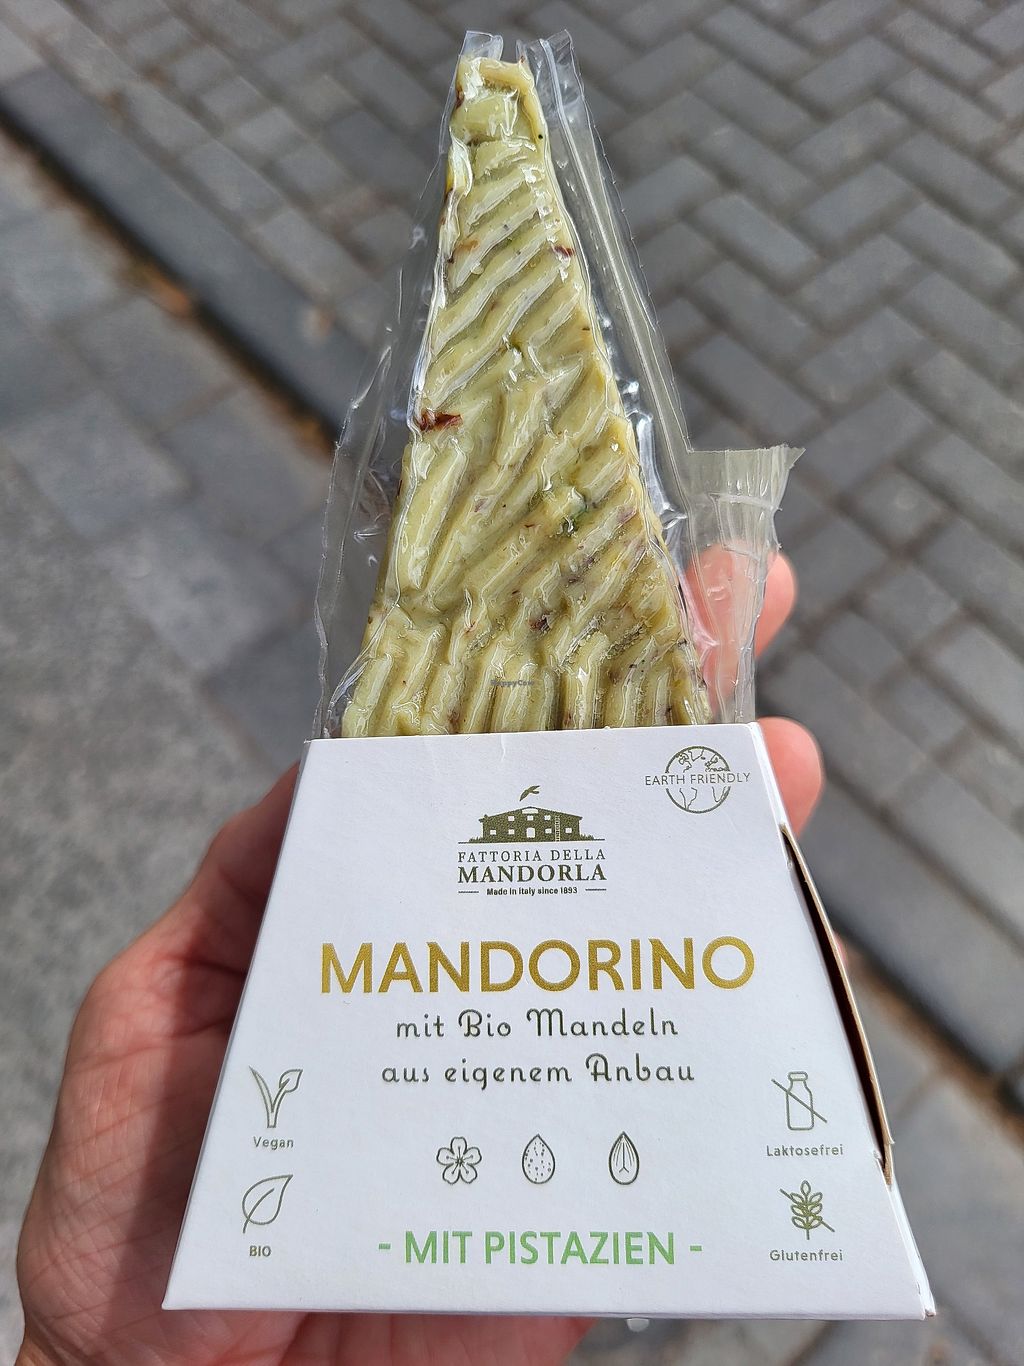 HappyCow
EARTH FRIENDLY
FATTORIA DELLA
MANDORLA
Made in Italy since 1893
MANDORINO
mit Bio Mandeln
aus eigenem Anbau
Vegan
Laktosefrei
BIO
Glutenfrei
- MIT PISTAZIEN -